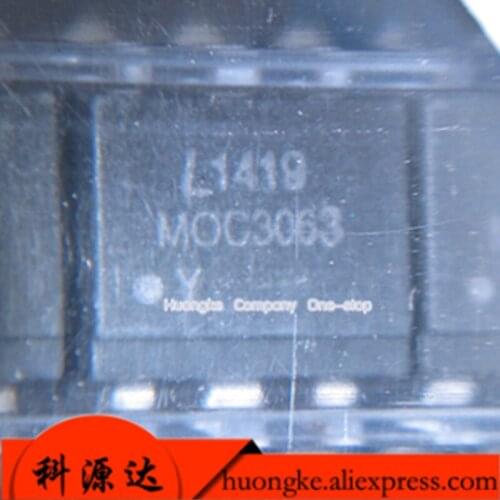 L1419
MOC3063
Y
Huongke Company One-stop
科源达
huongke.aliexpress.com